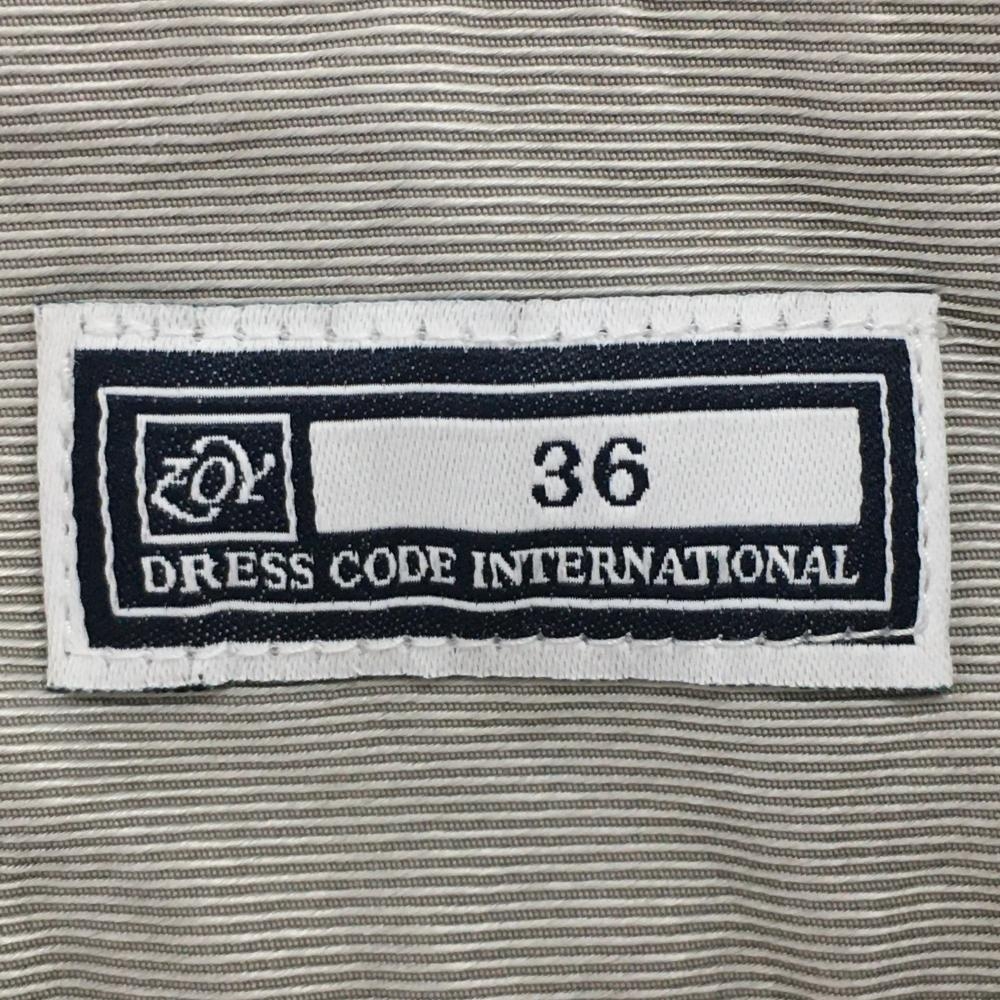 ZOY
36
DRESS CODE INTERNATIONAL